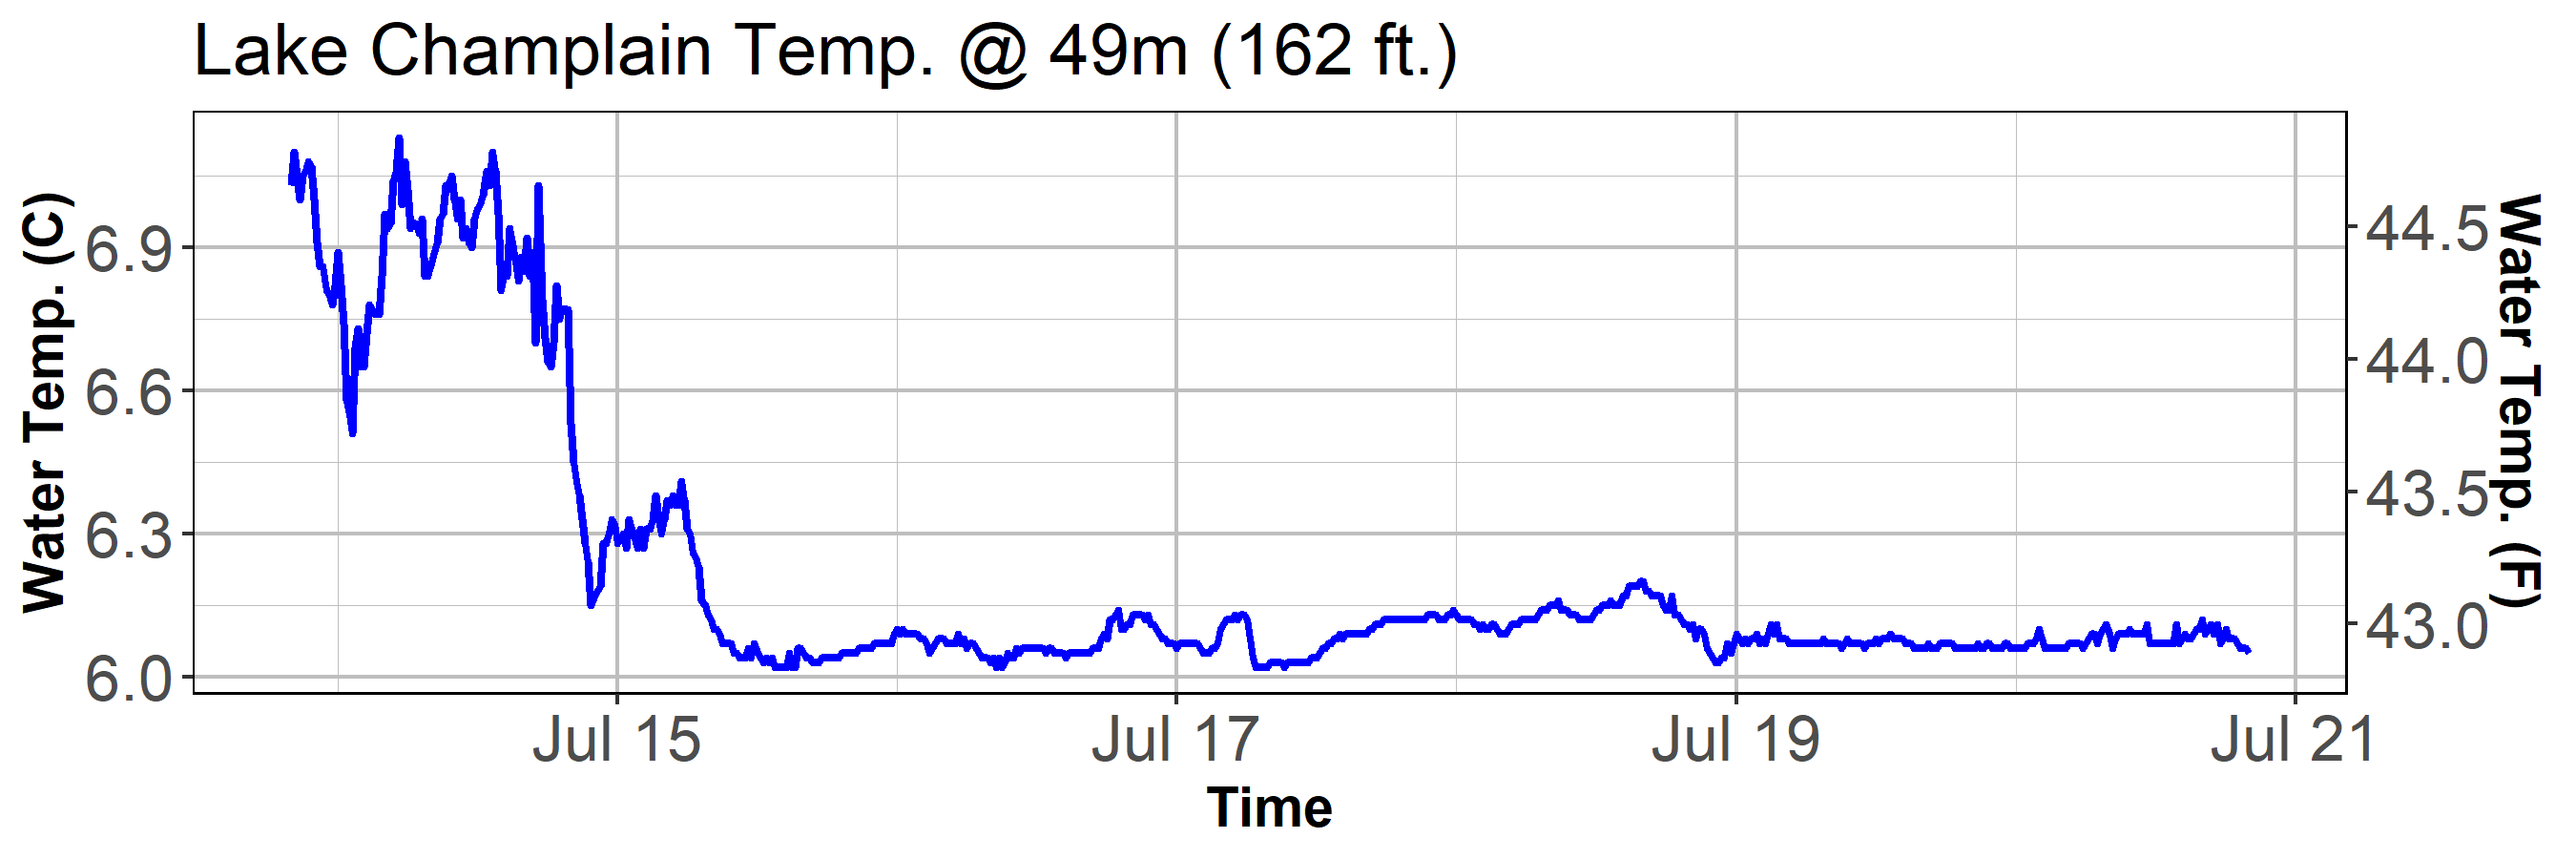 Lake Champlain Temp. @ 49m (162 ft.)
Water Temp. (C)
6.9
6.6
6.3
6.0
44.5
44.0
43.5
43.0
Water Temp. (F)
Jul 15
Jul 17
Jul 19
Jul 21
Time